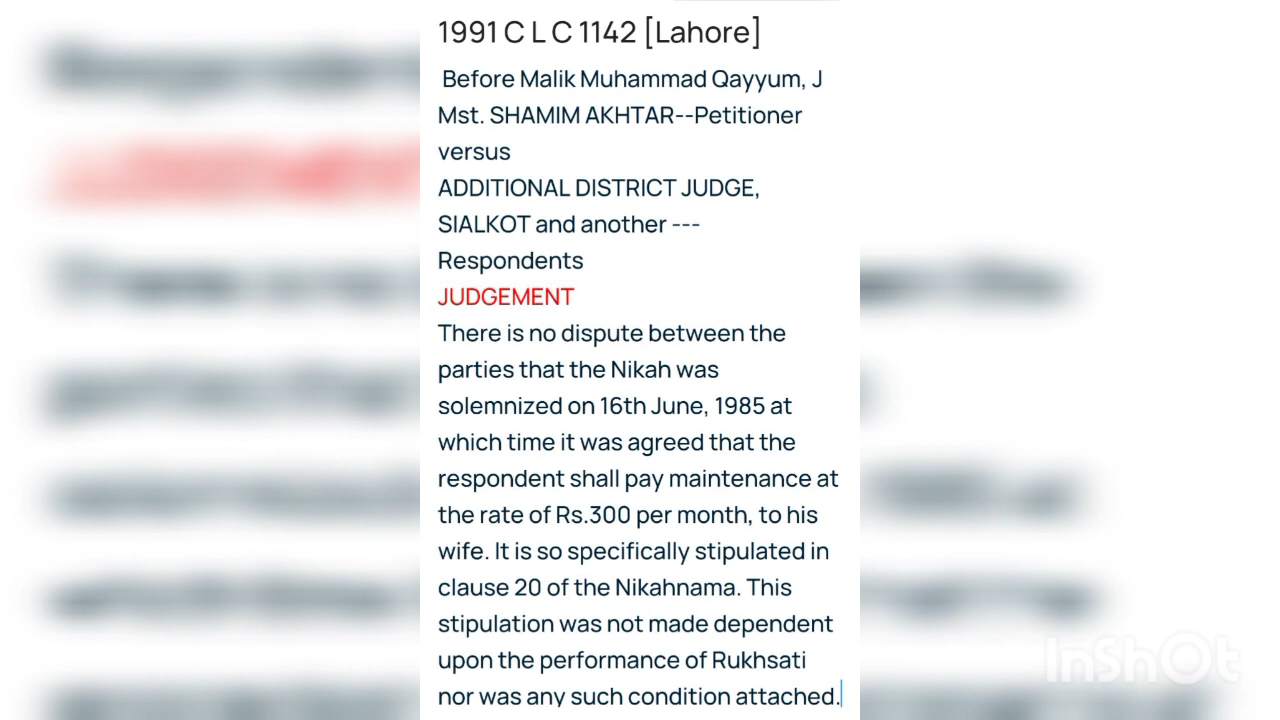 1991 C L C 1142 [Lahore]
Before Malik Muhammad Qayyum, J
Mst. SHAMIM AKHTAR--Petitioner
versus
ADDITIONAL DISTRICT JUDGE,
SIALKOT and another ---
Respondents
JUDGEMENT
There is no dispute between the
parties that the Nikah was
solemnized on 16th June, 1985 at
which time it was agreed that the
respondent shall pay maintenance at
the rate of Rs.300 per month, to his
wife. It is so specifically stipulated in
clause 20 of the Nikahnama. This
stipulation was not made dependent
upon the performance of Rukhsati
nor was any such condition attached.
InShOt